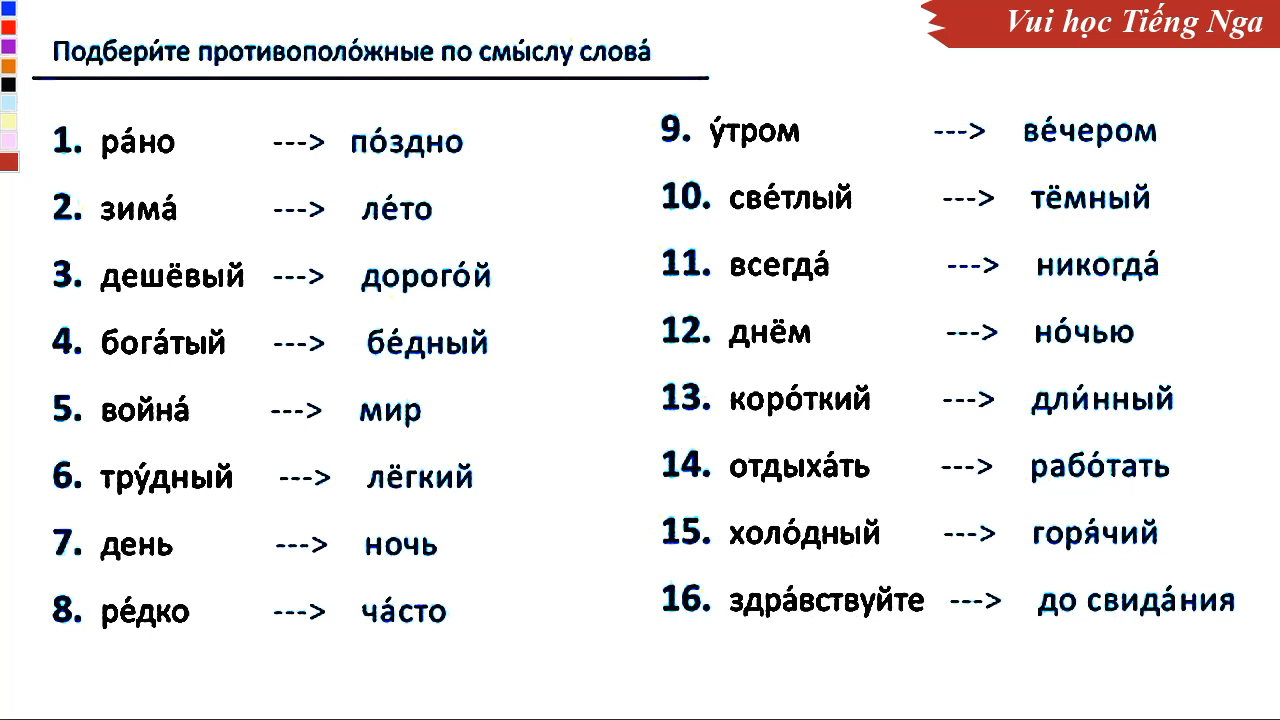 Vui học Tiếng Nga
Подбери́те противополо́жные по смы́слу слова́
1. ра́но ---> по́здно
2. зима́ ---> ле́то
3. дешёвый ---> дорого́й
4. бога́тый ---> бе́дный
5. война́ ---> мир
6. тру́дный ---> лёгкий
7. день ---> ночь
8. ре́дко ---> ча́сто
9. у́тром ---> ве́чером
10. све́тлый ---> тёмный
11. всегда́ ---> никогда́
12. днём ---> но́чью
13. коро́ткий ---> дли́нный
14. отдыха́ть ---> рабо́тать
15. холо́дный ---> горя́чий
16. здра́вствуйте ---> до свида́ния